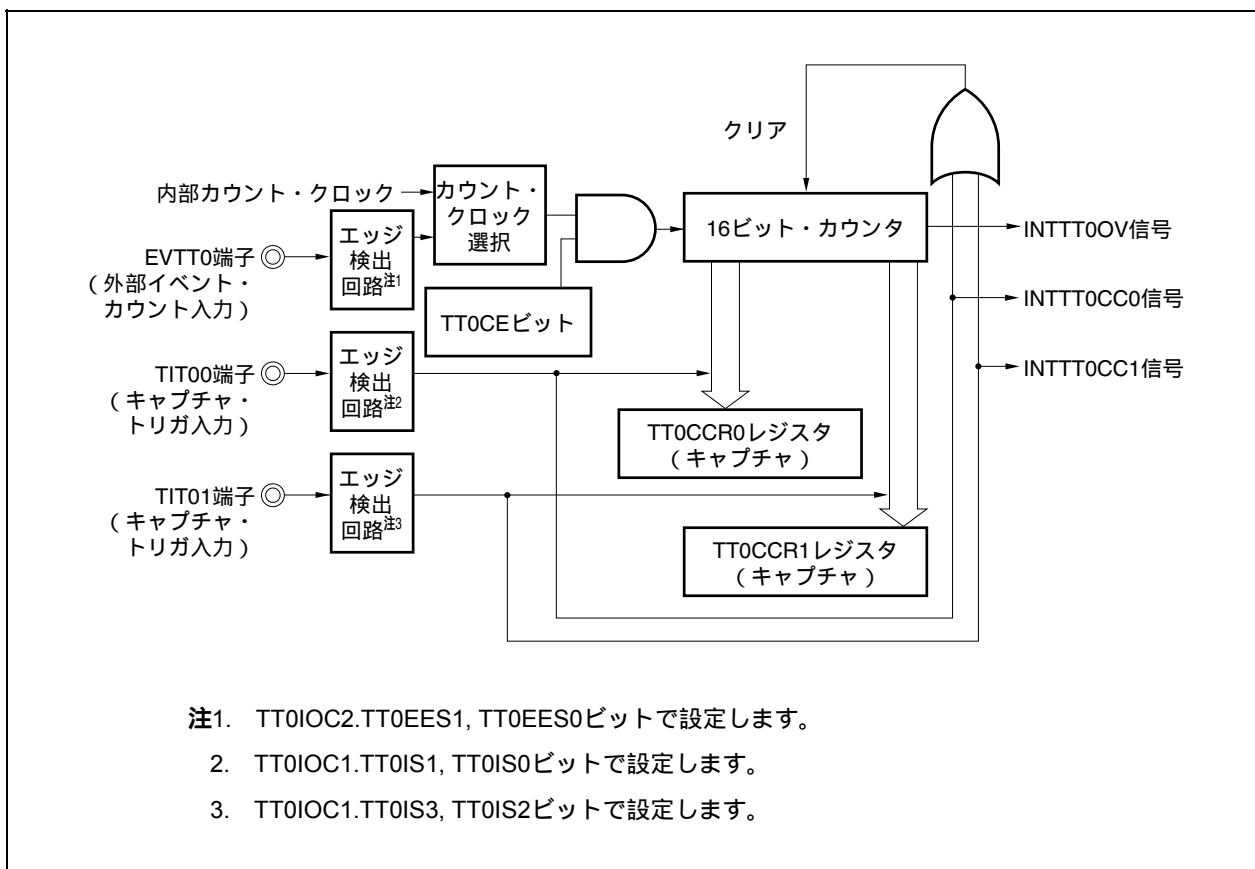 クリア
内部カウント・クロック
カウント・
クロック
選択
16ビット・カウンタ
INTTT0OV信号
EVTT0端子
（外部イベント・
カウント入力）
エッジ
検出
回路注1
TT0CEビット
INTTT0CC0信号
TIT00端子
（キャプチャ・
トリガ入力）
エッジ
検出
回路注2
INTTT0CC1信号
TT0CCR0レジスタ
（キャプチャ）
TIT01端子
（キャプチャ・
トリガ入力）
エッジ
検出
回路注3
TT0CCR1レジスタ
（キャプチャ）
注1. TT0IOC2.TT0EES1, TT0EES0ビットで設定します。
2. TT0IOC1.TT0IS1, TT0IS0ビットで設定します。
3. TT0IOC1.TT0IS3, TT0IS2ビットで設定します。